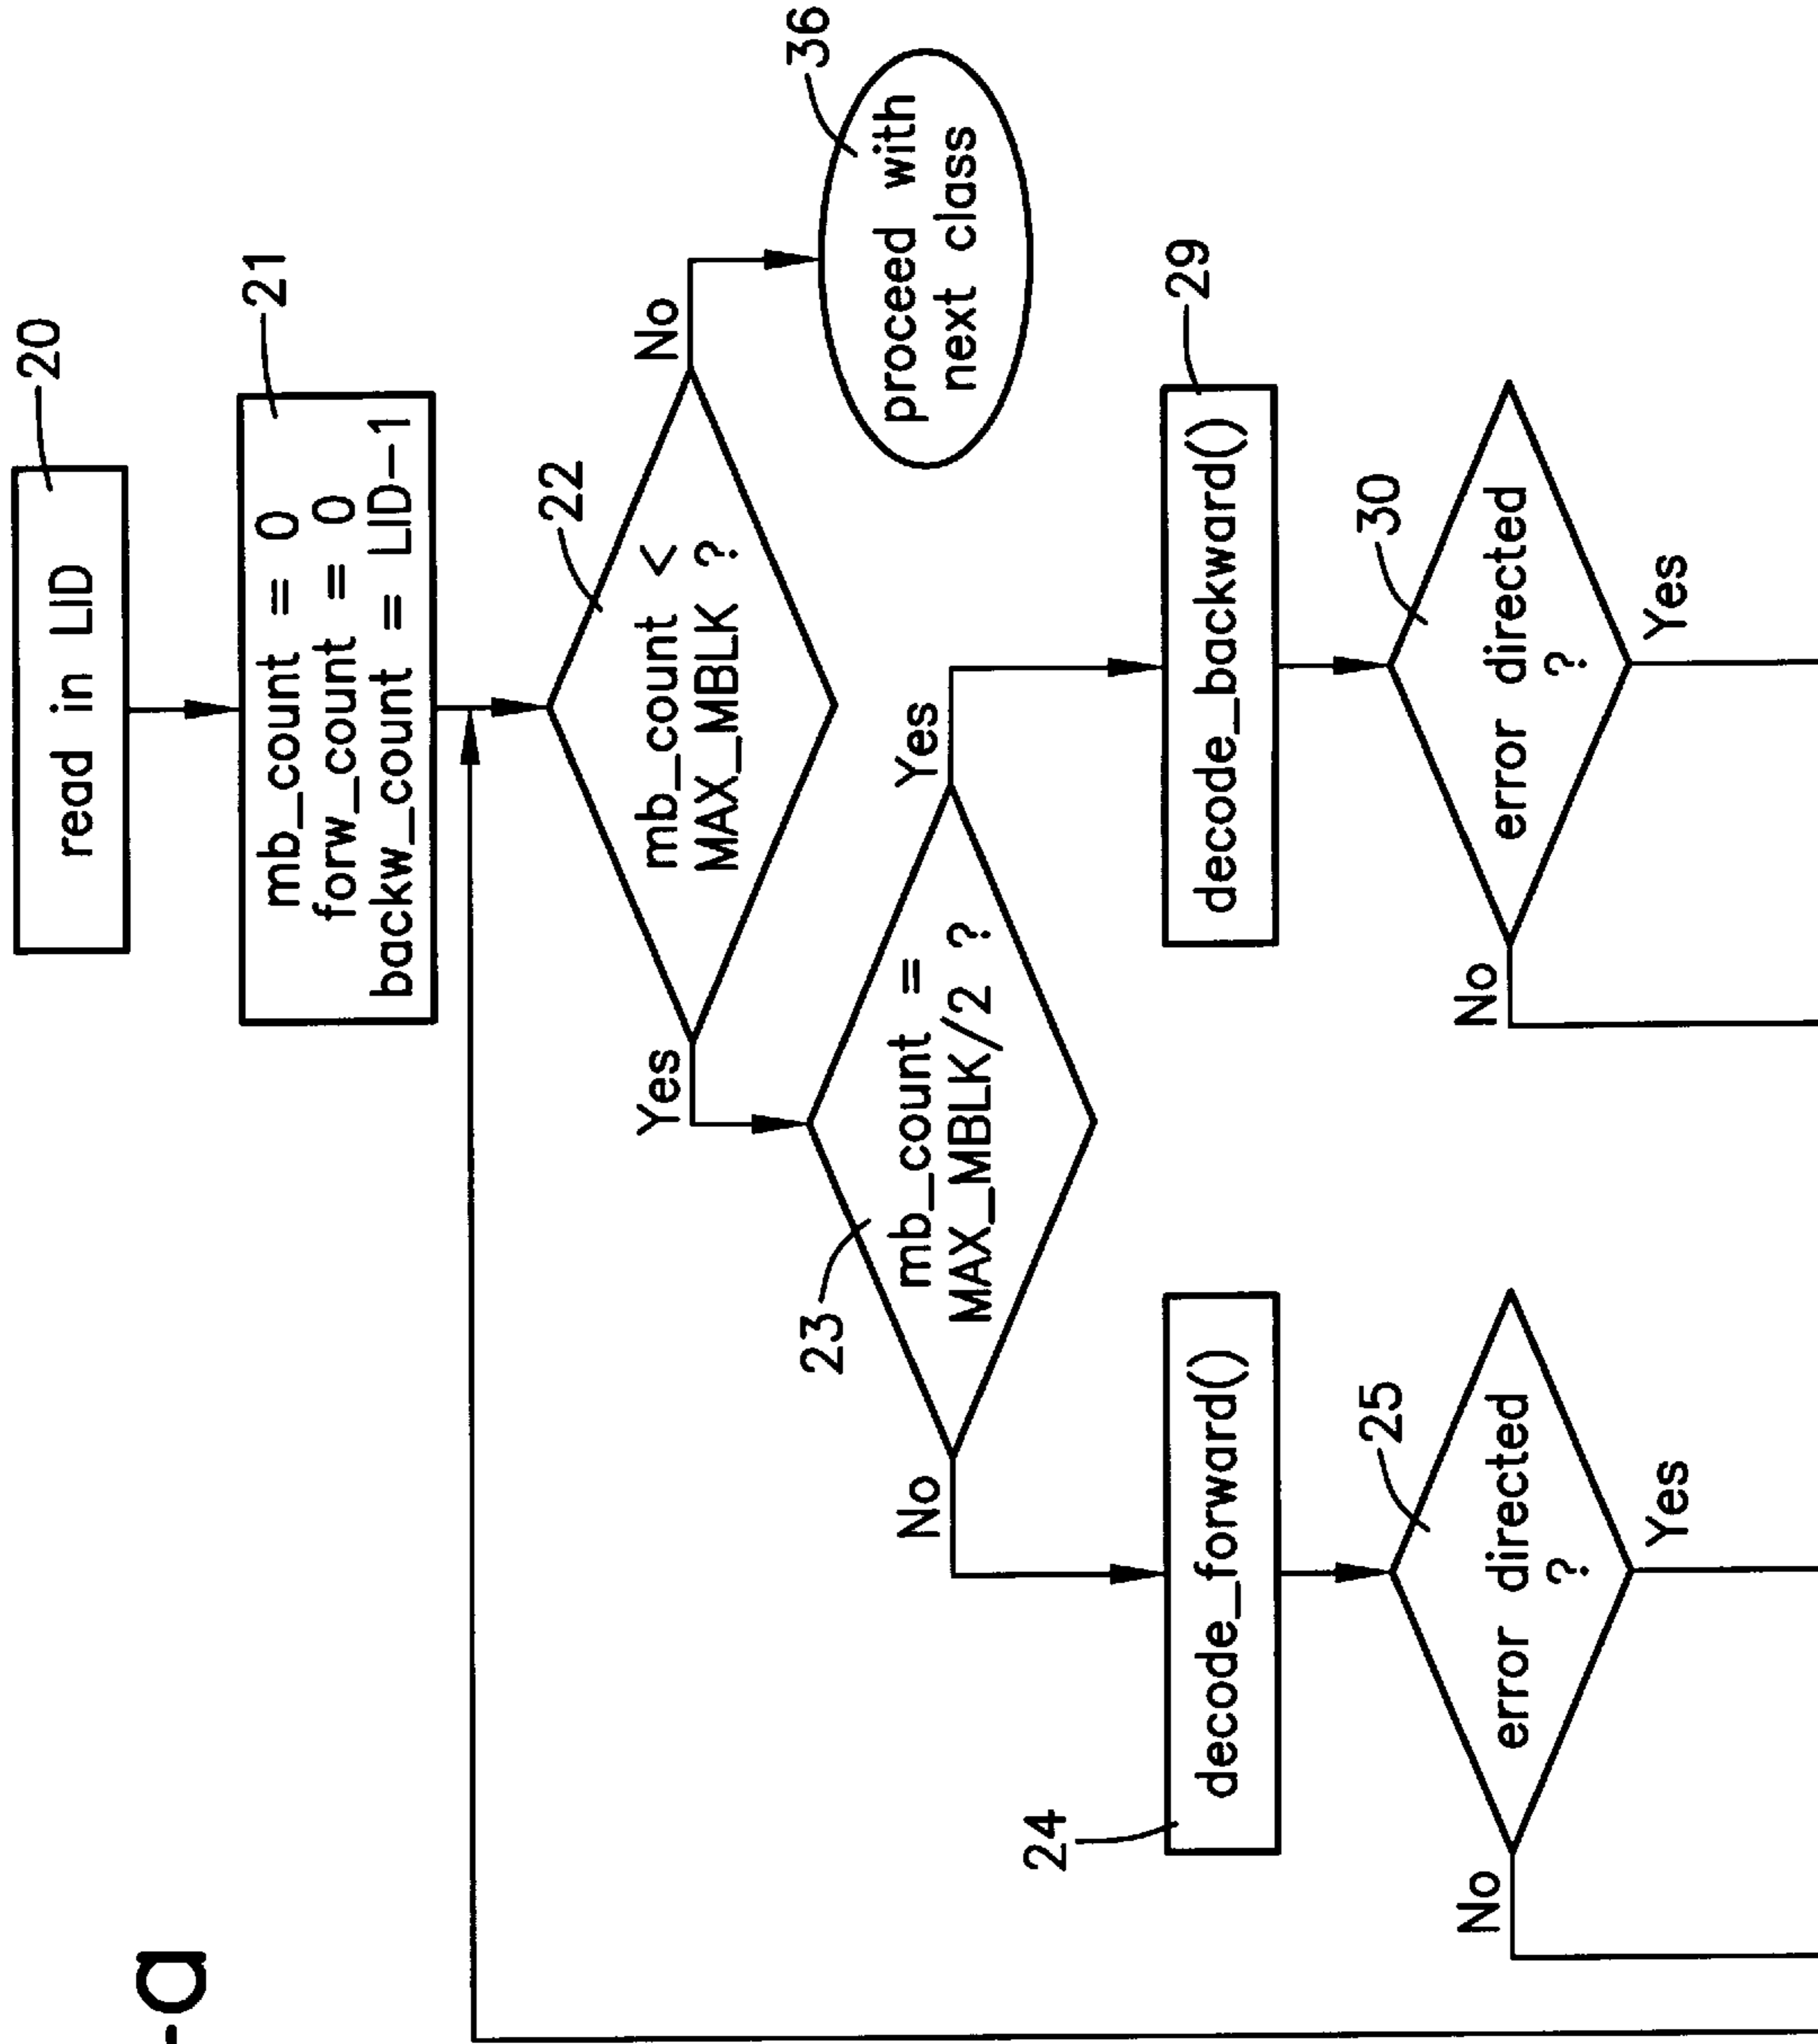 -a
read in LID
20
mb_count = 0
forw_count = 0
backw_count = LID-1
21
mb_count <
MAX_MBLK ?
22
Yes
No
mb_count =
MAX_MBLK/2 ?
23
proceed with
next class
36
No
Yes
decode_forward()
24
decode_backward()
29
error directed
?
25
No
Yes
error directed
?
30
No
Yes